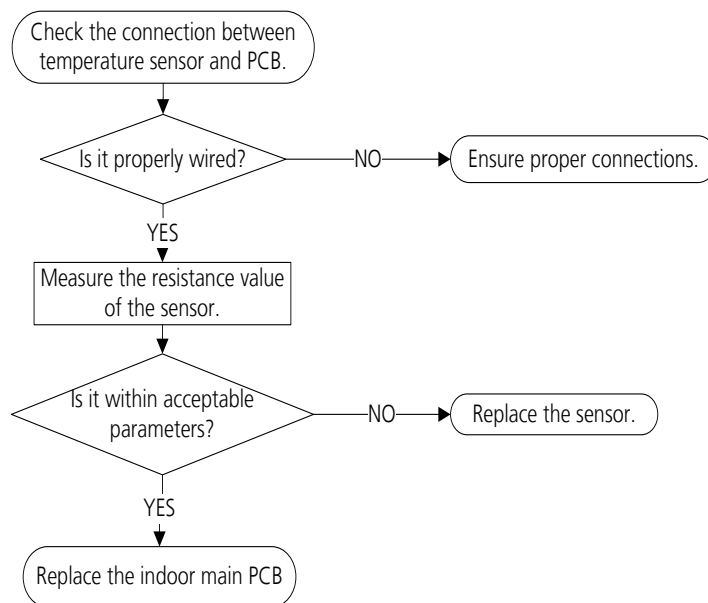 Check the connection between
temperature sensor and PCB.
Is it properly wired?
NO
Ensure proper connections.
YES
Measure the resistance value
of the sensor.
Is it within acceptable
parameters?
NO
Replace the sensor.
YES
Replace the indoor main PCB